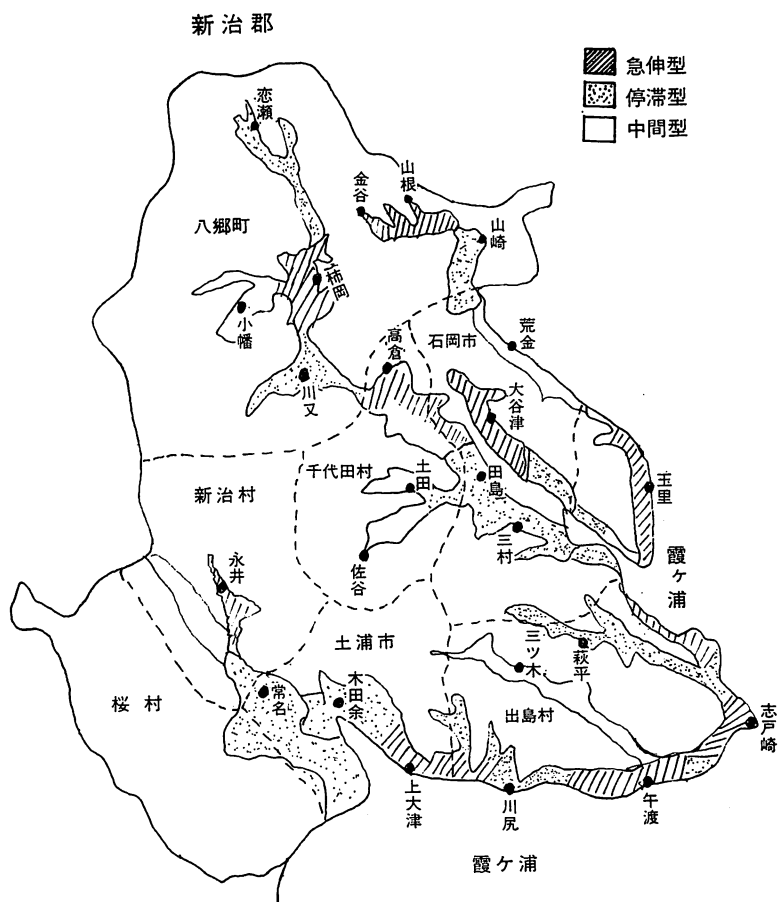 新治郡
急伸型
停滞型
中間型
恋瀬
山根
金谷
山崎
八郷町
柿岡
小幡
荒金
石岡市
高倉
川又
大谷津
千代田村
土田
田島
玉里
新治村
三村
霞ヶ浦
永井
佐谷
土浦市
三ツ木
萩平
桜村
常名
木田余
出島村
志戸崎
上大津
川尻
午渡
霞ケ浦